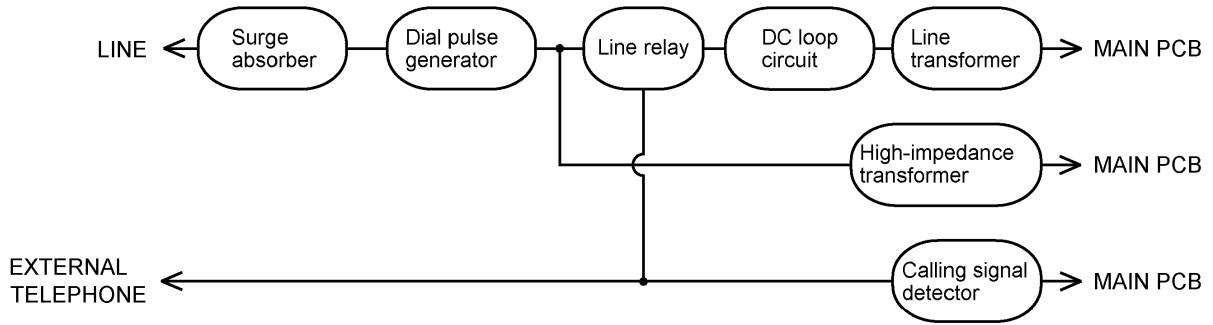 LINE
Surge
absorber
Dial pulse
generator
Line relay
DC loop
circuit
Line
transformer
MAIN PCB
High-impedance
transformer
MAIN PCB
EXTERNAL
TELEPHONE
Calling signal
detector
MAIN PCB